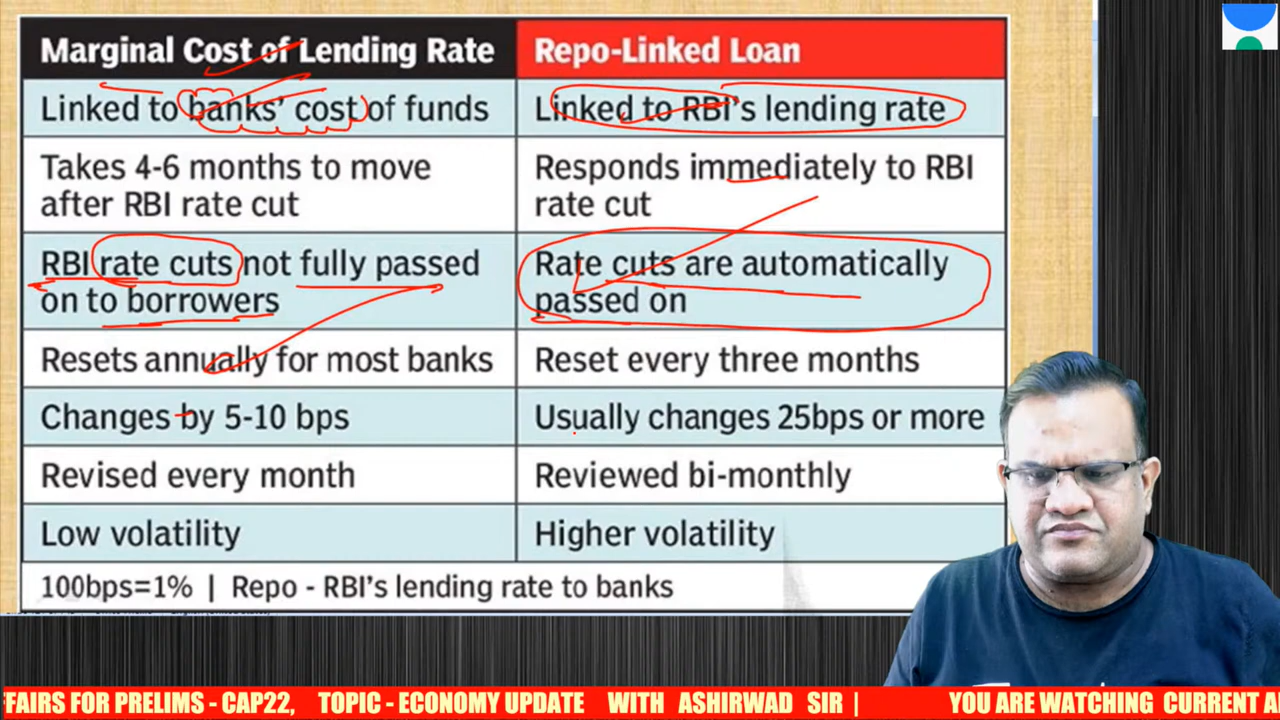 Marginal Cost of Lending Rate
Repo-Linked Loan
Linked to banks' cost of funds
Linked to RBI's lending rate
Takes 4-6 months to move
after RBI rate cut
Responds immediately to RBI
rate cut
RBI rate cuts not fully passed
on to borrowers
Rate cuts are automatically
passed on
Resets annually for most banks
Reset every three months
Changes by 5-10 bps
Usually changes 25bps or more
Revised every month
Reviewed bi-monthly
Low volatility
Higher volatility
100bps=1% | Repo - RBI's lending rate to banks
FFAIRS FOR PRELIMS - CAP22, TOPIC - ECONOMY UPDATE WITH ASHIRWAD SIR | YOU ARE WATCHING CURRENT A